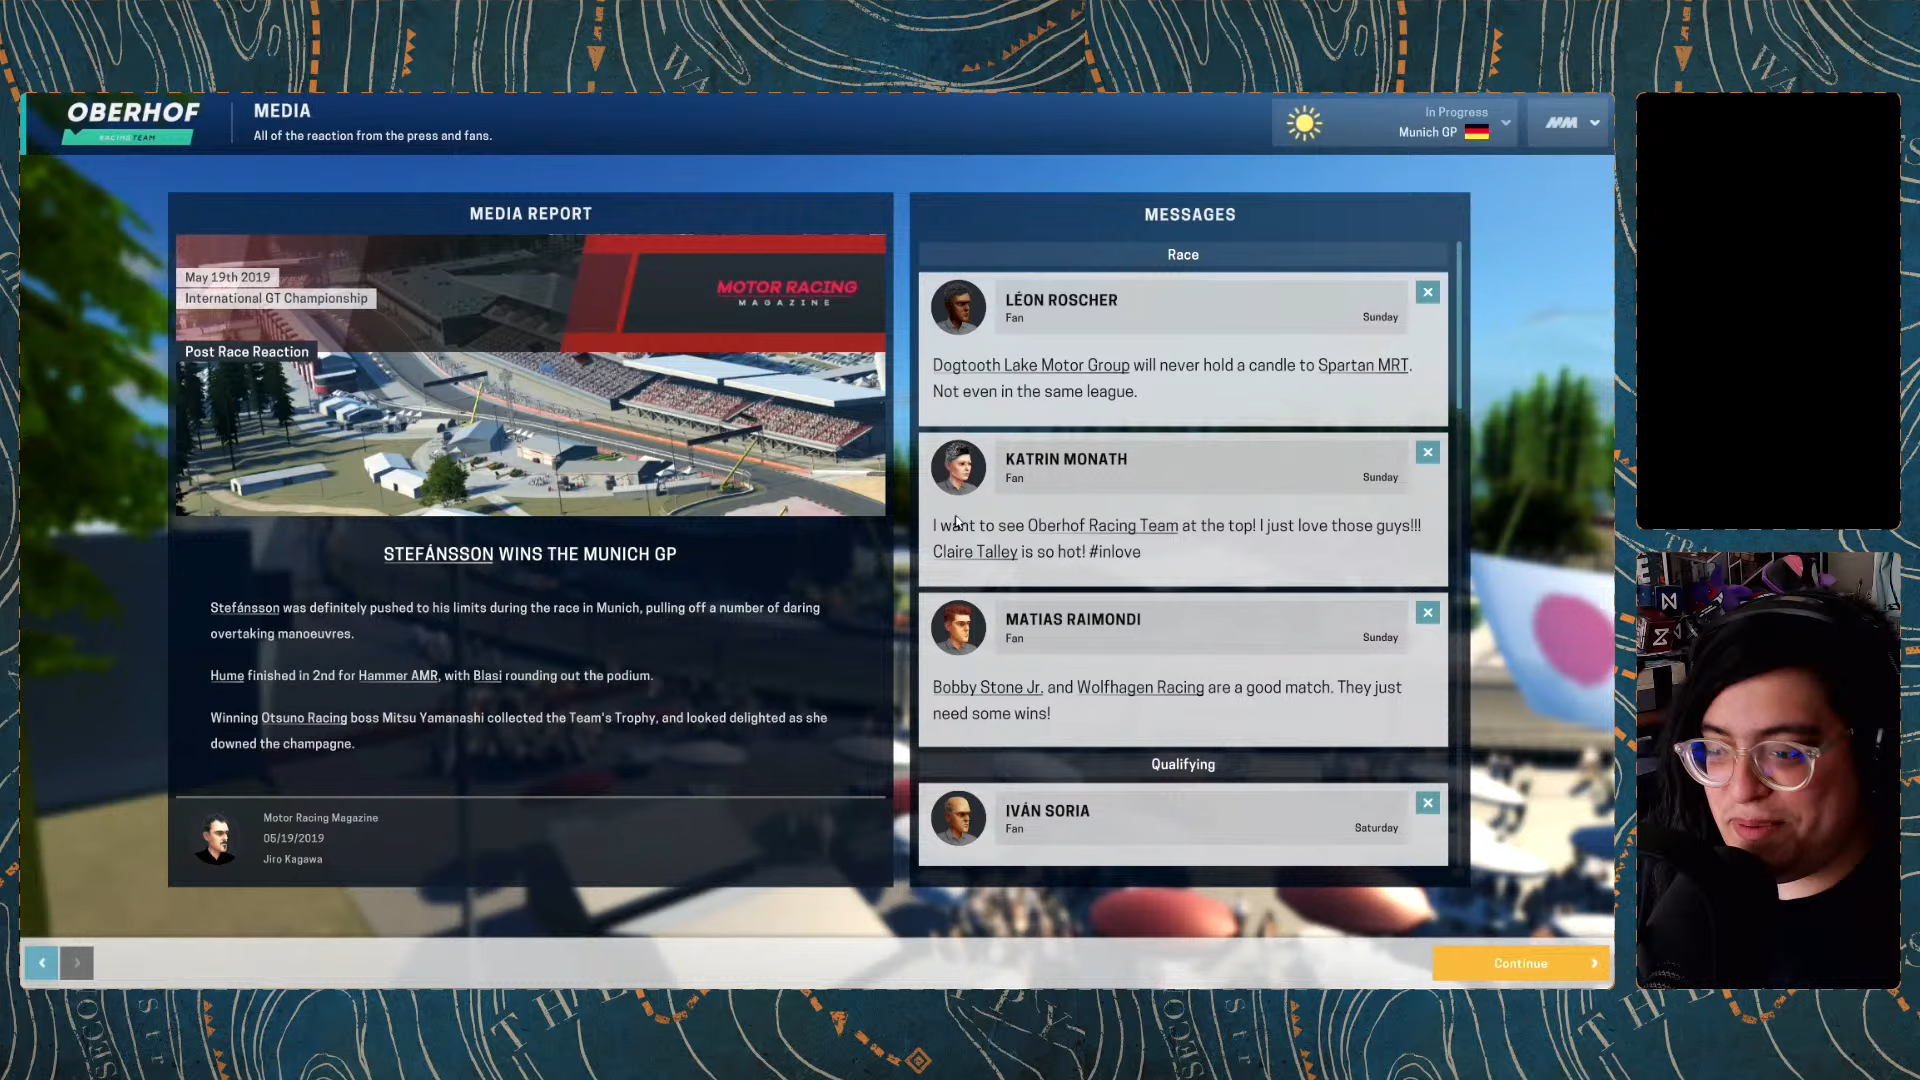 OBERHOF
RACING TEAM
MEDIA
All of the reaction from the press and fans.
In Progress
Munich GP
MM
MEDIA REPORT
May 19th 2019
International GT Championship
MOTOR RACING
MAGAZINE
Post Race Reaction
STEFÁNSSON WINS THE MUNICH GP
Stefánsson was definitely pushed to his limits during the race in Munich, pulling off a number of daring
overtaking manoeuvres.
Hume finished in 2nd for Hammer AMR, with Blasi rounding out the podium.
Winning Otsuno Racing boss Mitsu Yamanashi collected the Team's Trophy, and looked delighted as she
downed the champagne.
Motor Racing Magazine
05/19/2019
Jiro Kagawa
MESSAGES
Race
LÉON ROSCHER
Fan
Sunday
Dogtooth Lake Motor Group will never hold a candle to Spartan MRT.
Not even in the same league.
KATRIN MONATH
Fan
Sunday
I want to see Oberhof Racing Team at the top! I just love those guys!!!
Claire Talley is so hot! #inlove
MATIAS RAIMONDI
Fan
Sunday
Bobby Stone Jr. and Wolfhagen Racing are a good match. They just
need some wins!
Qualifying
IVÁN SORIA
Fan
Saturday
Continue